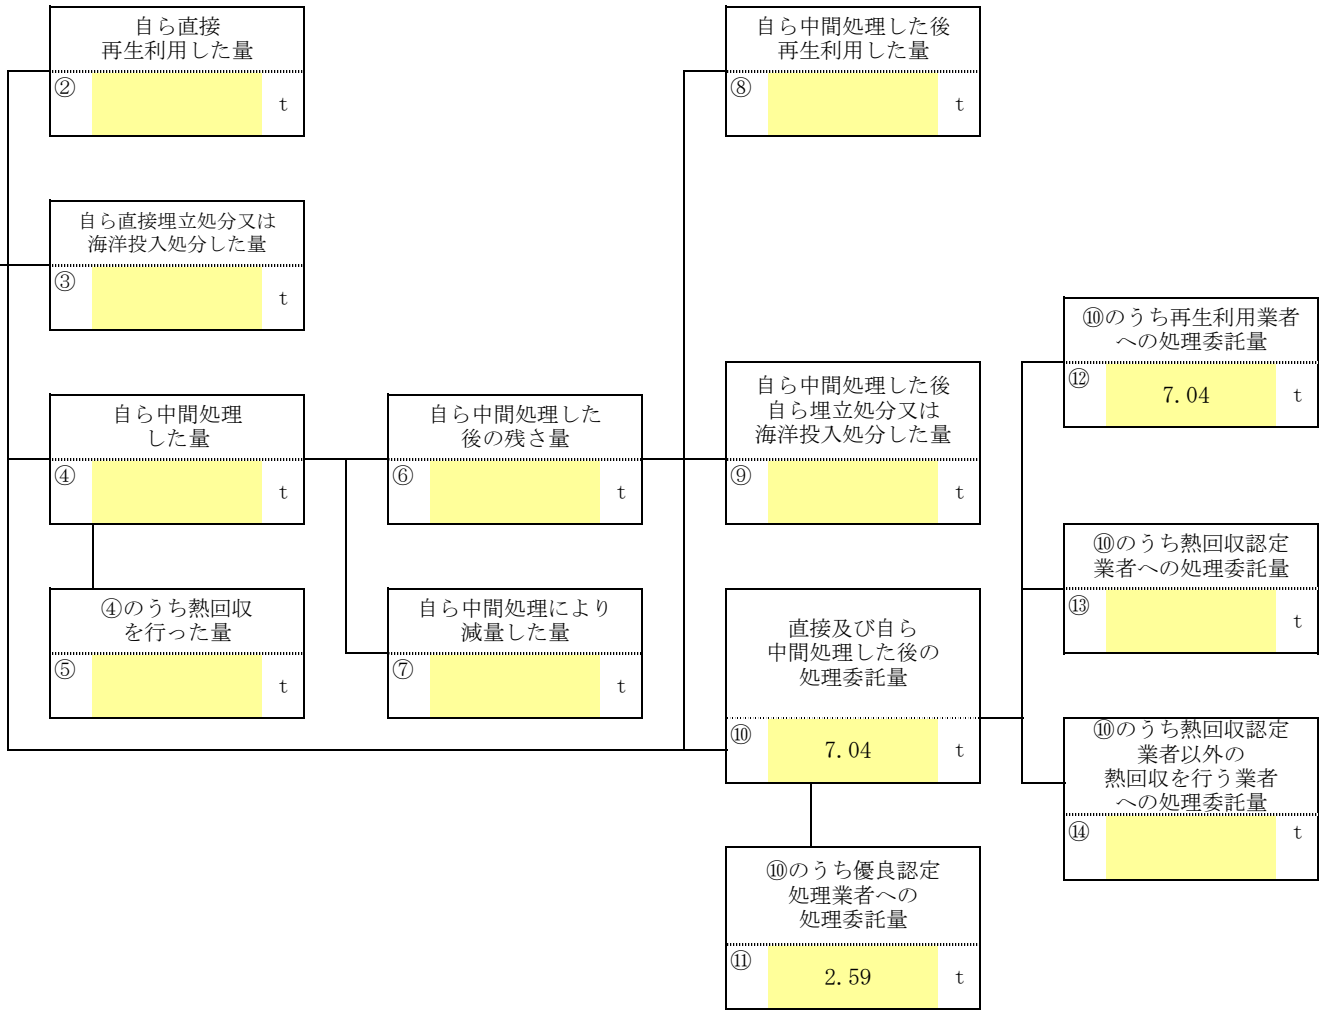 自ら直接
再生利用した量
②
t
自ら中間処理した後
再生利用した量
⑧
t
自ら直接埋立処分又は
海洋投入処分した量
③
t
⑩のうち再生利用業者
への処理委託量
⑫
7.04
t
自ら中間処理
した量
④
t
自ら中間処理した
後の残さ量
⑥
t
自ら中間処理した後
自ら埋立処分又は
海洋投入処分した量
⑨
t
⑩のうち熱回収認定
業者への処理委託量
⑬
t
④のうち熱回収
を行った量
⑤
t
自ら中間処理により
減量した量
⑦
t
直接及び自ら
中間処理した後の
処理委託量
⑩
7.04
t
⑩のうち熱回収認定
業者以外の
熱回収を行う業者
への処理委託量
⑭
t
⑩のうち優良認定
処理業者への
処理委託量
⑪
2.59
t